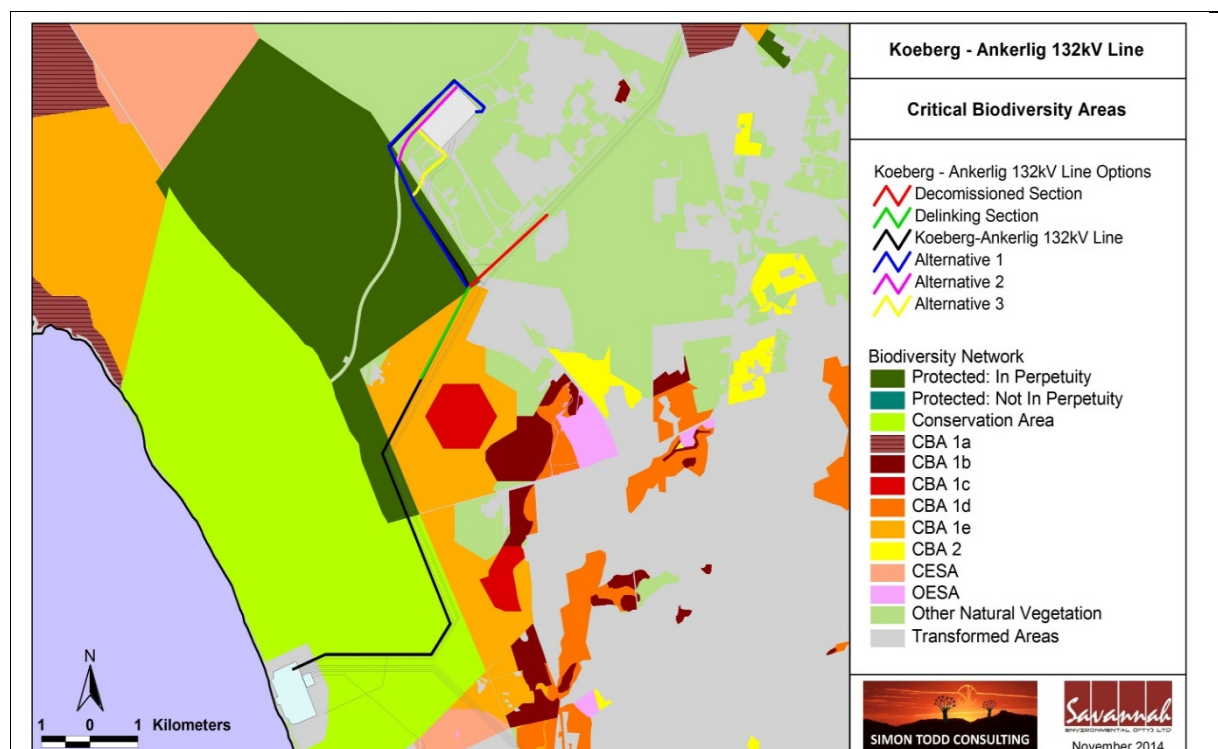 Koeberg - Ankerlig 132kV Line
Critical Biodiversity Areas
Koeberg - Ankerlig 132kV Line Options
Decomissioned Section
Delinking Section
Koeberg-Ankerlig 132kV Line
Alternative 1
Alternative 2
Alternative 3
Biodiversity Network
Protected: In Perpetuity
Protected: Not In Perpetuity
Conservation Area
CBA 1a
CBA 1b
CBA 1c
CBA 1d
CBA 1e
CBA 2
CESA
OESA
Other Natural Vegetation
Transformed Areas
N
1 0 1 Kilometers
SIMON TODD CONSULTING
Savannah
ENVIRONMENTAL (PTY) LTD
November 2014